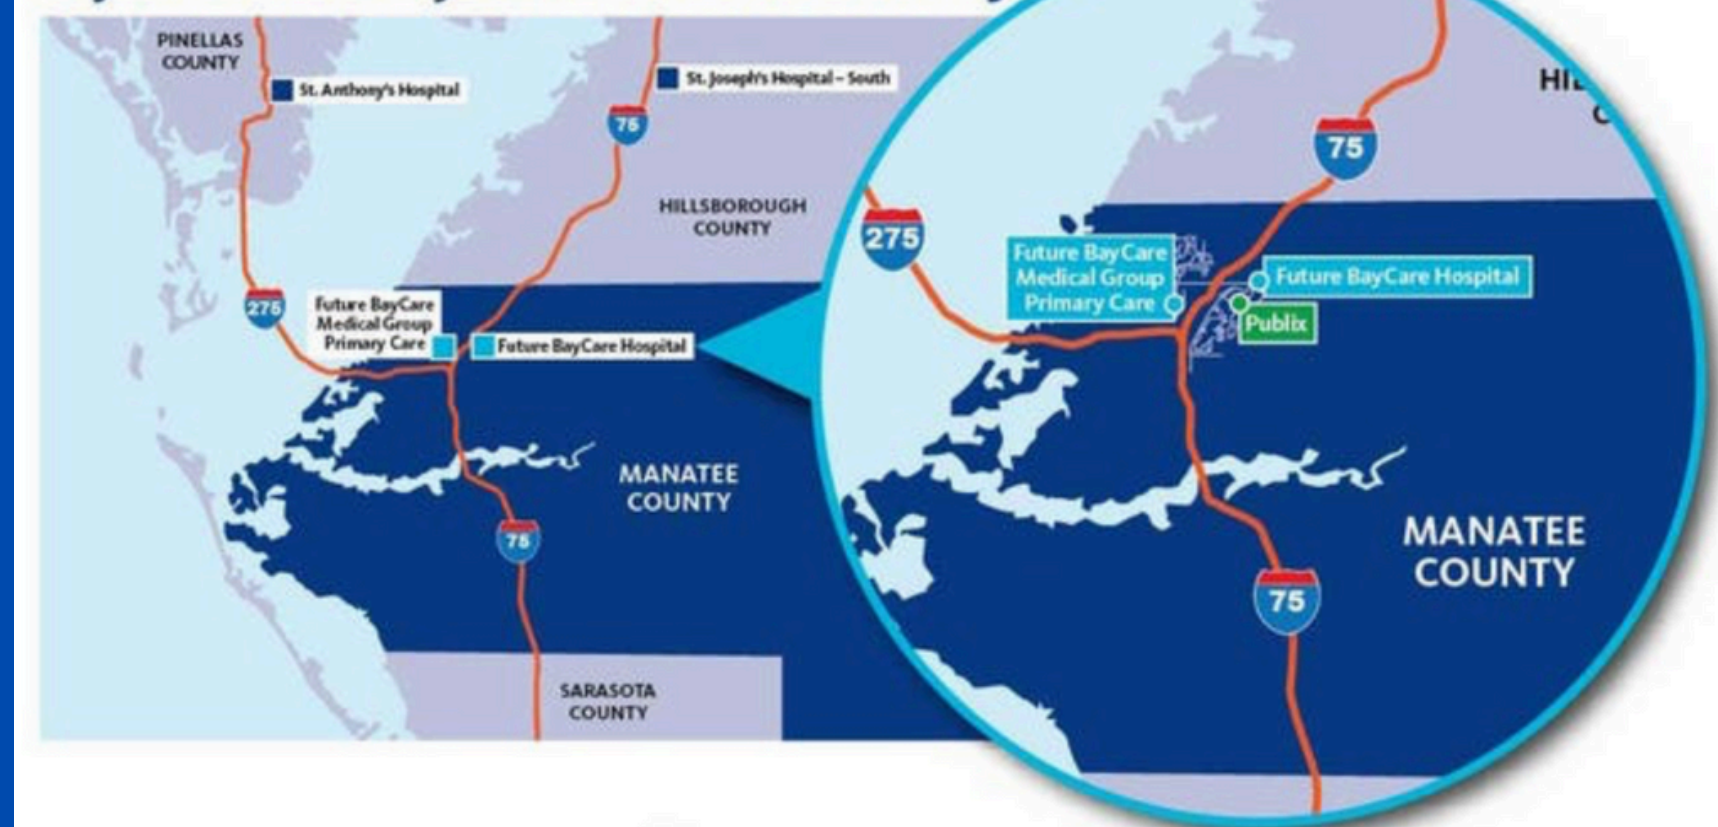 PINELLAS
COUNTY
St. Anthony's Hospital
St. Joseph's Hospital – South
75
HILLSBOROUGH
COUNTY
275
Future BayCare
Medical Group
Primary Care
Future BayCare Hospital
MANATEE
COUNTY
75
SARASOTA
COUNTY
75
275
Future BayCare
Medical Group
Primary Care
Future BayCare Hospital
Publix
MANATEE
COUNTY
75